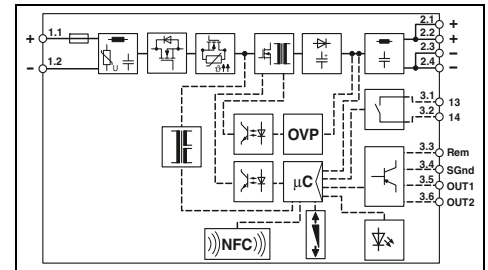 + 1.1
- 1.2
U
ϑ
2.1 +
2.2 +
2.3 -
2.4 -
3.1 13
3.2 14
OVP
μC
3.3 Rem
3.4 SGnd
3.5 OUT1
3.6 OUT2
NFC